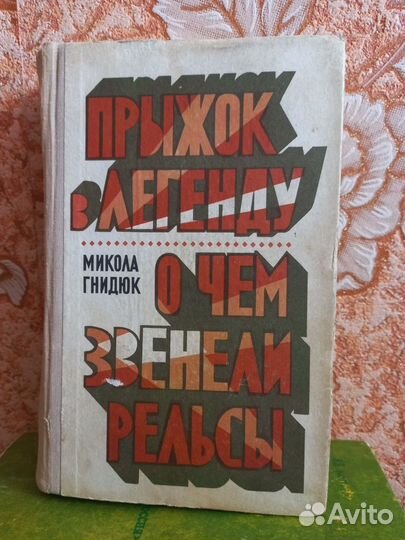 ПРЫЖОК
В ЛЕГЕНДУ
МИКОЛА
ГНИДЮК
О ЧЕМ
ЗВЕНЕЛИ
РЕЛЬСЫ
Avito